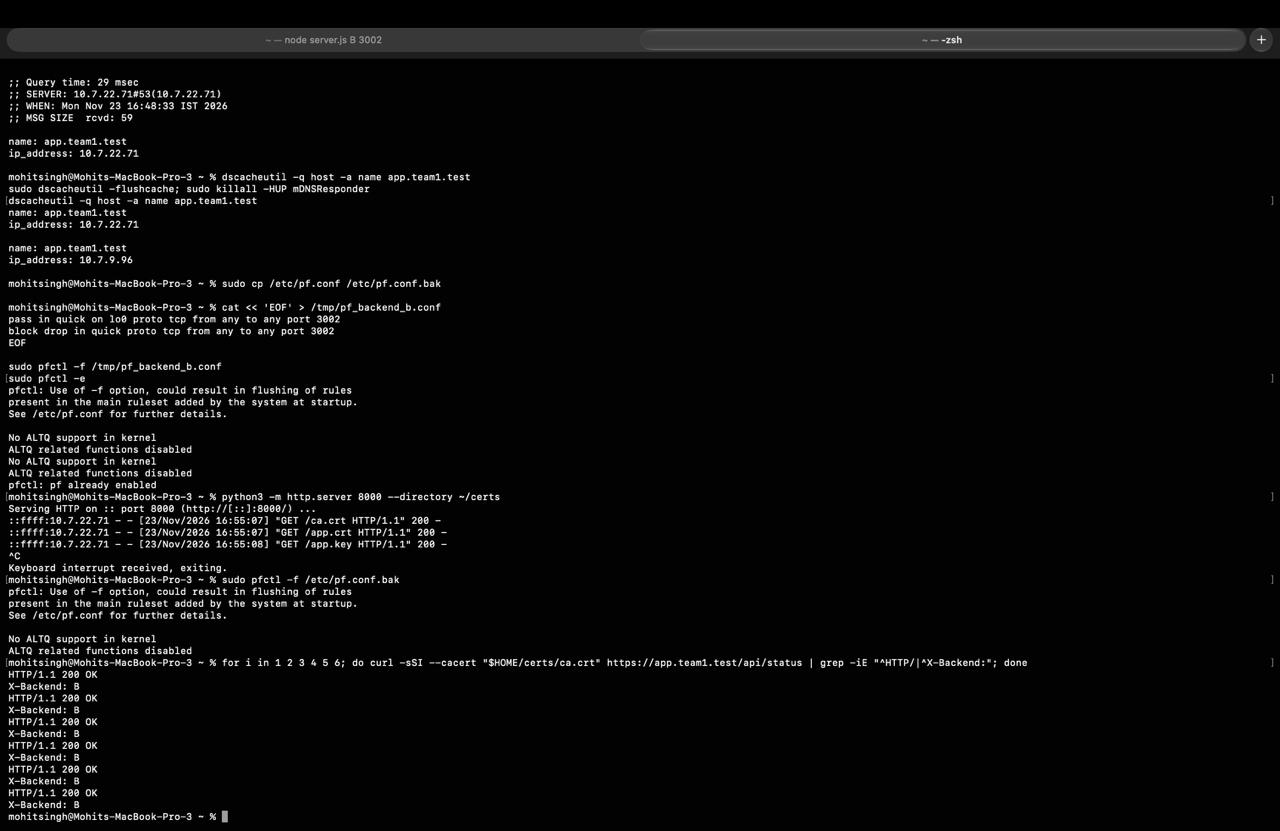 ~ — node server.js B 3002
~ — -zsh
+
;; Query time: 29 msec
;; SERVER: 10.7.22.71#53(10.7.22.71)
;; WHEN: Mon Nov 23 16:48:33 IST 2026
;; MSG SIZE  rcvd: 59
name: app.team1.test
ip_address: 10.7.22.71
mohitsingh@Mohits-MacBook-Pro-3 ~ % dscacheutil -q host -a name app.team1.test
sudo dscacheutil -flushcache; sudo killall -HUP mDNSResponder
[dscacheutil -q host -a name app.team1.test ]
name: app.team1.test
ip_address: 10.7.22.71
name: app.team1.test
ip_address: 10.7.9.96
mohitsingh@Mohits-MacBook-Pro-3 ~ % sudo cp /etc/pf.conf /etc/pf.conf.bak
mohitsingh@Mohits-MacBook-Pro-3 ~ % cat << 'EOF' > /tmp/pf_backend_b.conf
pass in quick on lo0 proto tcp from any to any port 3002
block drop in quick proto tcp from any to any port 3002
EOF
sudo pfctl -f /tmp/pf_backend_b.conf
[sudo pfctl -e ]
pfctl: Use of -f option, could result in flushing of rules
present in the main ruleset added by the system at startup.
See /etc/pf.conf for further details.
No ALTQ support in kernel
ALTQ related functions disabled
No ALTQ support in kernel
ALTQ related functions disabled
pfctl: pf already enabled
[mohitsingh@Mohits-MacBook-Pro-3 ~ % python3 -m http.server 8000 --directory ~/certs ]
Serving HTTP on :: port 8000 (http://[::]:8000/) ...
::ffff:10.7.22.71 - - [23/Nov/2026 16:55:07] "GET /ca.crt HTTP/1.1" 200 -
::ffff:10.7.22.71 - - [23/Nov/2026 16:55:07] "GET /app.crt HTTP/1.1" 200 -
::ffff:10.7.22.71 - - [23/Nov/2026 16:55:08] "GET /app.key HTTP/1.1" 200 -
^C
Keyboard interrupt received, exiting.
[mohitsingh@Mohits-MacBook-Pro-3 ~ % sudo pfctl -f /etc/pf.conf.bak ]
pfctl: Use of -f option, could result in flushing of rules
present in the main ruleset added by the system at startup.
See /etc/pf.conf for further details.
No ALTQ support in kernel
ALTQ related functions disabled
[mohitsingh@Mohits-MacBook-Pro-3 ~ % for i in 1 2 3 4 5 6; do curl -sSI --cacert "$HOME/certs/ca.crt" https://app.team1.test/api/status | grep -iE "^HTTP/|^X-Backend:"; done ]
HTTP/1.1 200 OK
X-Backend: B
HTTP/1.1 200 OK
X-Backend: B
HTTP/1.1 200 OK
X-Backend: B
HTTP/1.1 200 OK
X-Backend: B
HTTP/1.1 200 OK
X-Backend: B
HTTP/1.1 200 OK
X-Backend: B
mohitsingh@Mohits-MacBook-Pro-3 ~ %